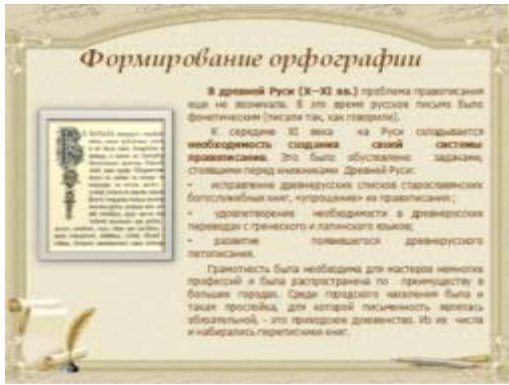 Формирование орфографии
В древней Руси (X–XI вв.) проблема правописания
еще не возникала. В это время русское письмо было
фонетическим (писали так, как говорили).
К середине XI века на Руси складывается
необходимость создания своей системы
правописания. Это было обусловлено задачами,
стоявшими перед книжниками Древней Руси:
• исправление древнерусских списков старославянских
богослужебных книг, «упрощение» их правописания;
• удовлетворение необходимости в древнерусских
переводах с греческого и латинского языков;
• развитие появившегося древнерусского
летописания.
Грамотность была необходима для мастеров немногих
профессий и была распространена по преимуществу в
больших городах. Среди городского населения была и
такая прослойка, для которой письменность являлась
обязательной, - это приходское духовенство. Из их числа
и набирались переписчики книг.